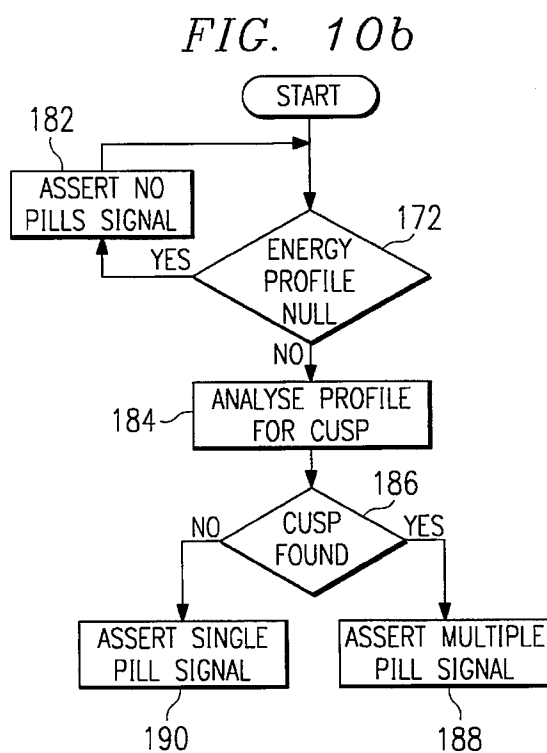 FIG. 10b
START
182
ASSERT NO
PILLS SIGNAL
172
YES
ENERGY
PROFILE
NULL
NO
184
ANALYSE PROFILE
FOR CUSP
186
NO
CUSP
FOUND
YES
ASSERT SINGLE
PILL SIGNAL
ASSERT MULTIPLE
PILL SIGNAL
190
188